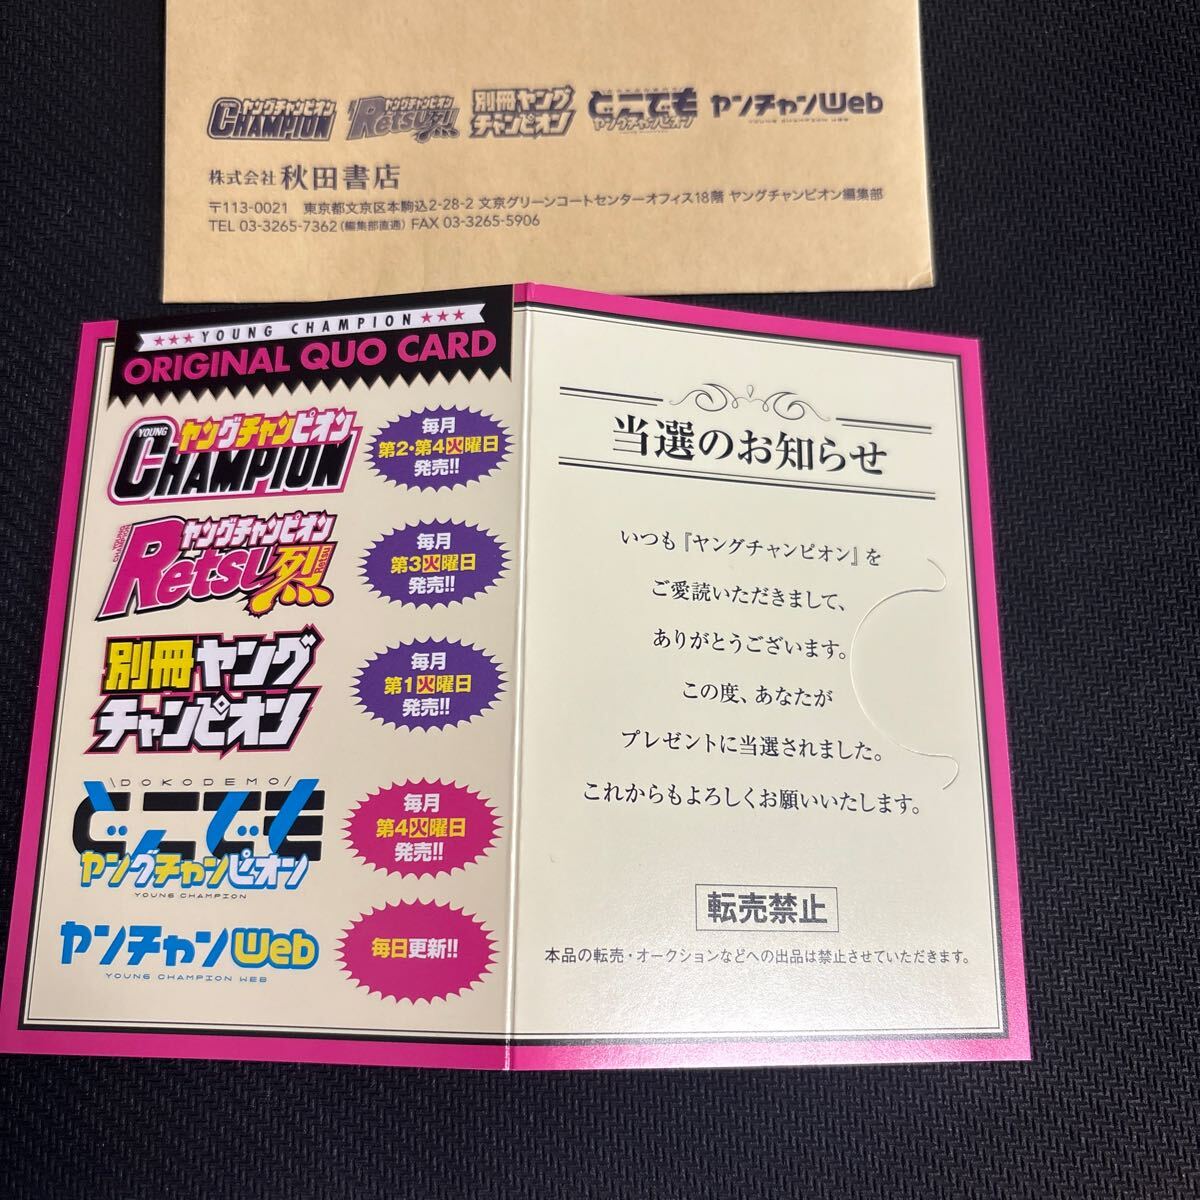 YOUNG ヤングチャンピオン
CHAMPION
ヤングチャンピオン
Retsu烈
別冊ヤング
チャンピオン
どこでも
ヤングチャンピオン
ヤンチャンWeb
YOUNG CHAMPION WEB
株式会社 秋田書店
〒113-0021 東京都文京区本駒込2-28-2 文京グリーンコートセンターオフィス18階 ヤングチャンピオン編集部
TEL 03-3265-7362（編集部直通） FAX 03-3265-5906
★★★YOUNG CHAMPION★★★
ORIGINAL QUO CARD
YOUNG ヤングチャンピオン
CHAMPION
毎月
第2・第4火曜日
発売!!
ヤングチャンピオン
Retsu烈
毎月
第3火曜日
発売!!
別冊ヤング
チャンピオン
毎月
第1火曜日
発売!!
\DOKODEMO/
どこでも
ヤングチャンピオン
YOUNG CHAMPION
毎月
第4火曜日
発売!!
ヤンチャンWeb
YOUNG CHAMPION WEB
毎日更新!!
当選のお知らせ
いつも『ヤングチャンピオン』を
ご愛読いただきまして、
ありがとうございます。
この度、あなたが
プレゼントに当選されました。
これからもよろしくお願いいたします。
転売禁止
本品の転売・オークションなどへの出品は禁止させていただきます。